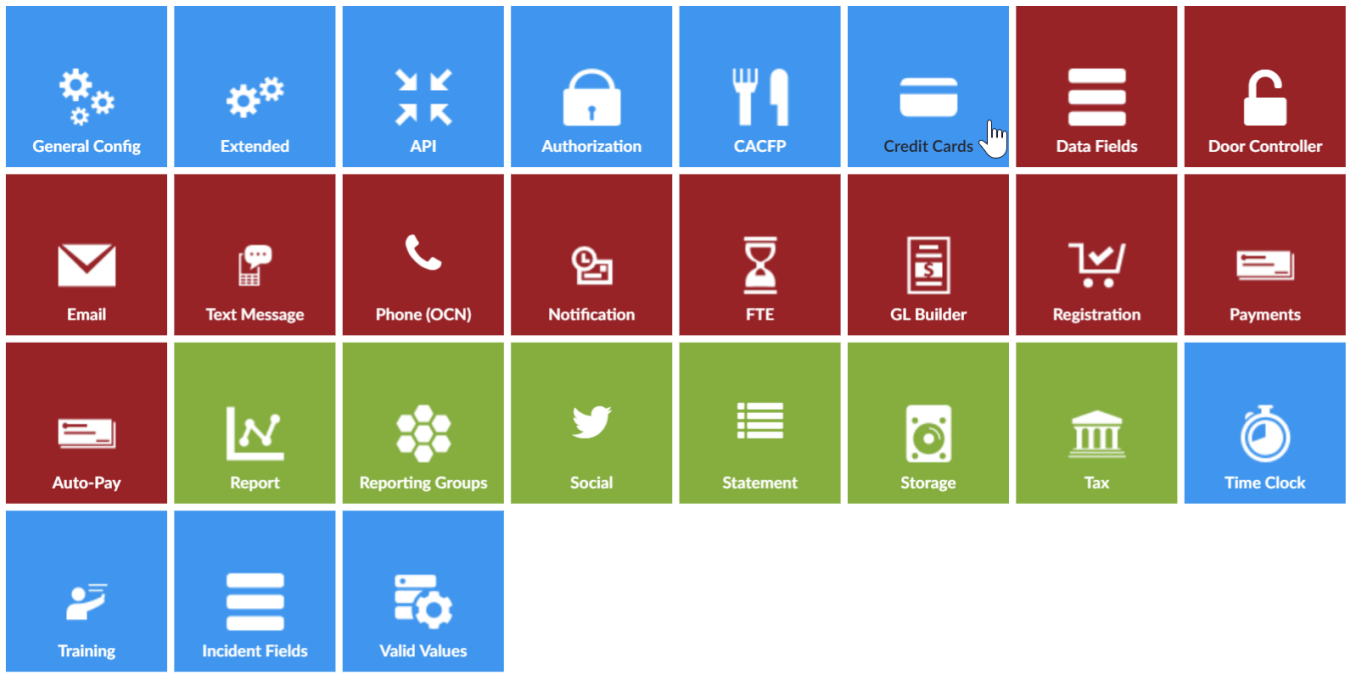 General Config
Extended
API
Authorization
CACFP
Credit Cards
Data Fields
Door Controller
Email
Text Message
Phone (OCN)
Notification
FTE
GL Builder
Registration
Payments
Auto-Pay
Report
Reporting Groups
Social
Statement
Storage
Tax
Time Clock
Training
Incident Fields
Valid Values